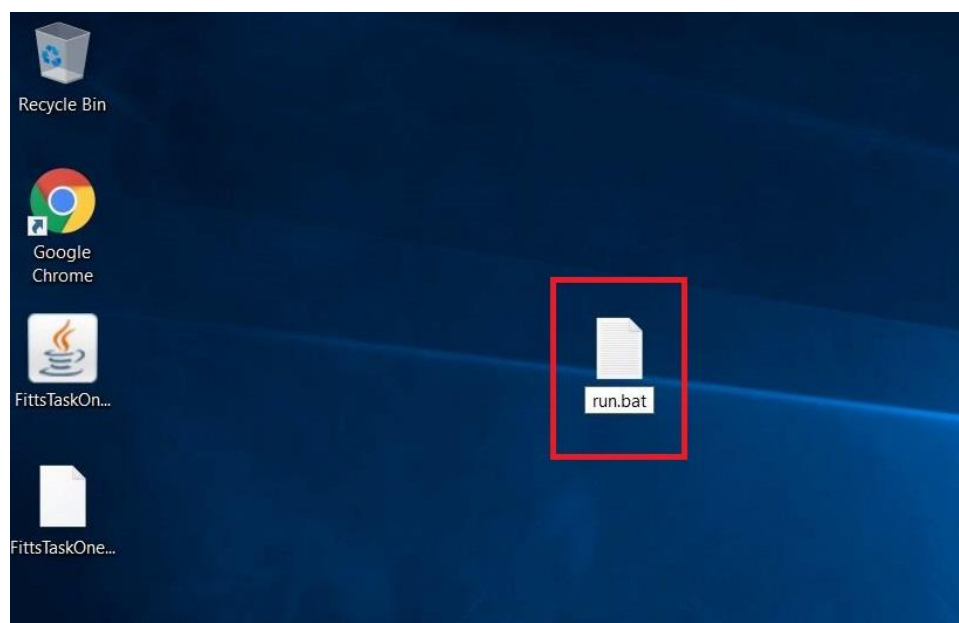 Recycle Bin
Google
Chrome
FittsTaskOn...
FittsTaskOne...
run.bat